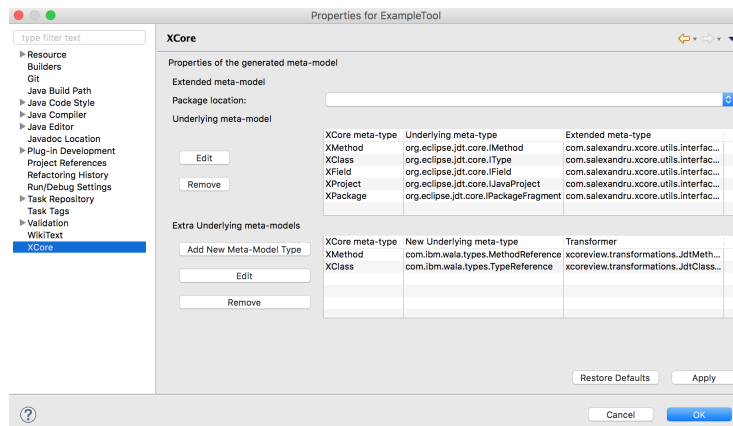 Properties for ExampleTool
type filter text
XCore
Resource
Builders
Git
Java Build Path
Java Code Style
Java Compiler
Java Editor
Javadoc Location
Plug-in Development
Project References
Refactoring History
Run/Debug Settings
Task Repository
Task Tags
Validation
WikiText
XCore
Properties of the generated meta-model
Extended meta-model
Package location:
Underlying meta-model
XCore meta-type Underlying meta-type Extended meta-type
XMethod org.eclipse.jdt.core.IMethod com.salexandru.xcore.utils.interfac...
XClass org.eclipse.jdt.core.IType com.salexandru.xcore.utils.interfac...
XField org.eclipse.jdt.core.IField com.salexandru.xcore.utils.interfac...
XProject org.eclipse.jdt.core.IJavaProject com.salexandru.xcore.utils.interfac...
XPackage org.eclipse.jdt.core.IPackageFragment com.salexandru.xcore.utils.interfac...
Edit
Remove
Extra Underlying meta-models
XCore meta-type New Underlying meta-type Transformer
XMethod com.ibm.wala.types.MethodReference xcoreview.transformations.JdtMeth...
XClass com.ibm.wala.types.TypeReference xcoreview.transformations.JdtClass...
Add New Meta-Model Type
Edit
Remove
Restore Defaults Apply
? Cancel OK